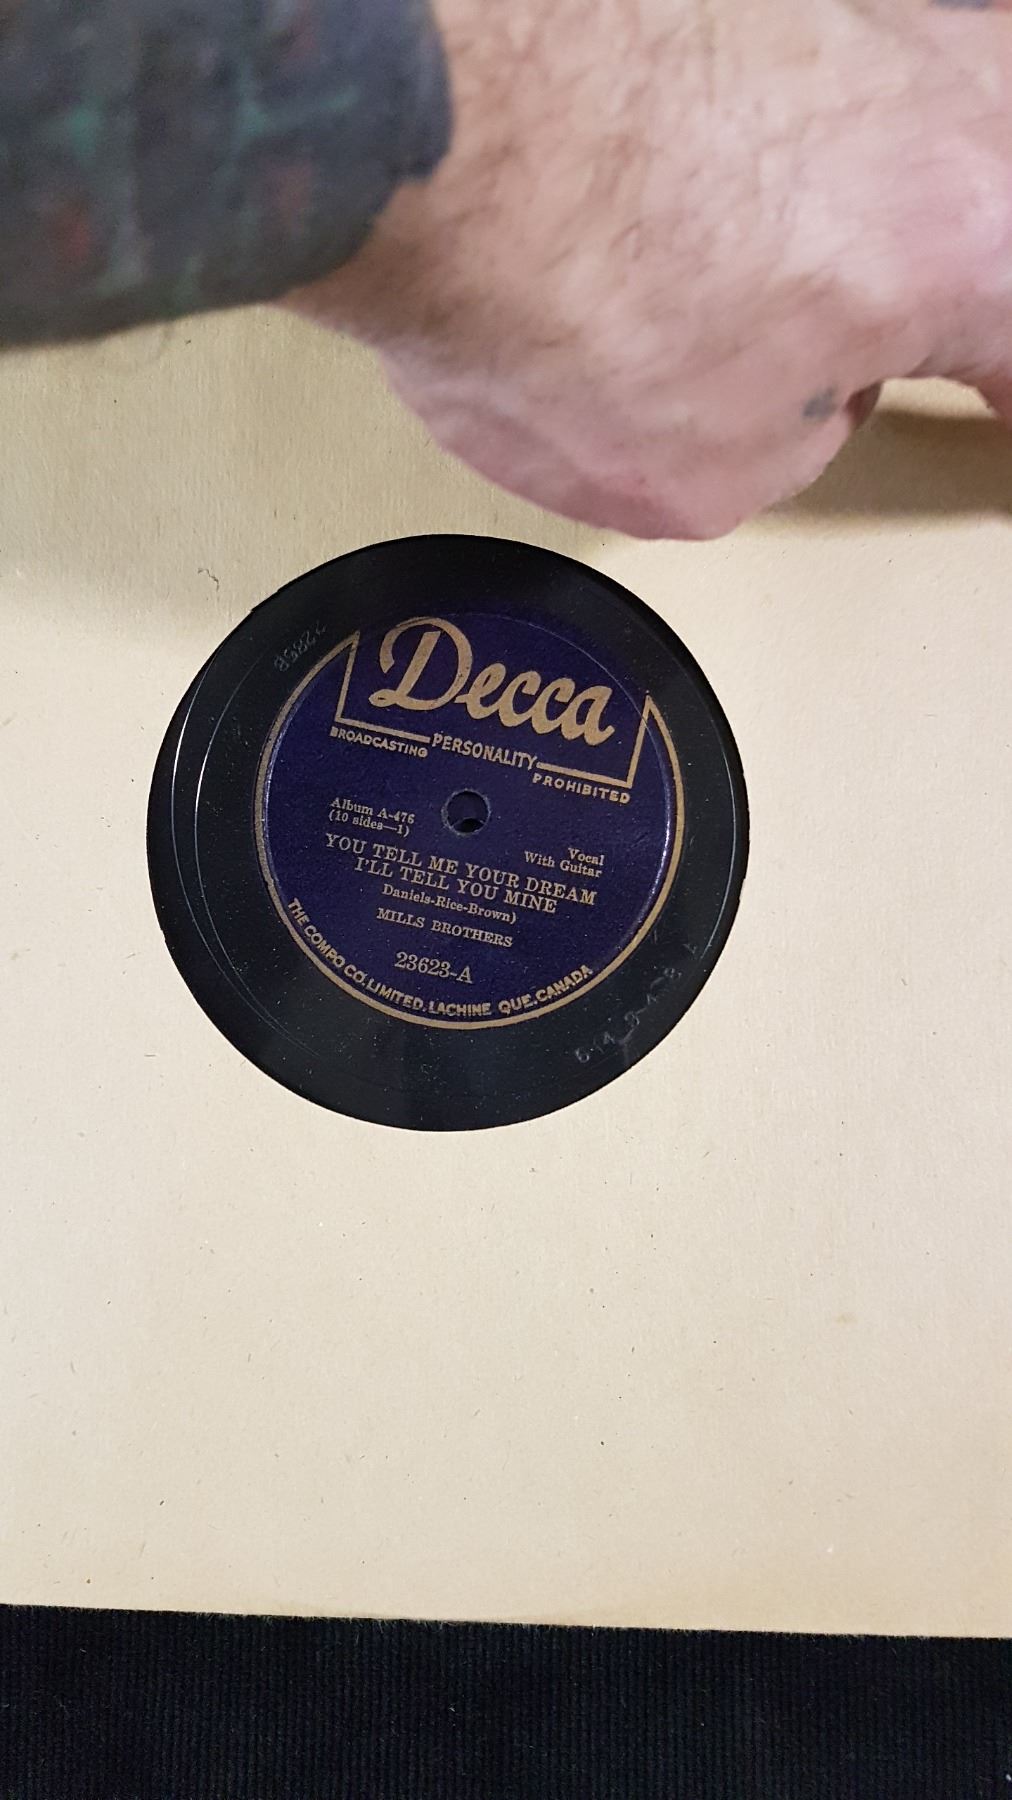 Decca
BROADCASTING PERSONALITY PROHIBITED
Album A-476
(10 sides—1)
Vocal
With Guitar
YOU TELL ME YOUR DREAM
I'LL TELL YOU MINE
Daniels-Rice-Brown)
MILLS BROTHERS
23623-A
THE COMPO CO. LIMITED, LACHINE QUE. CANADA